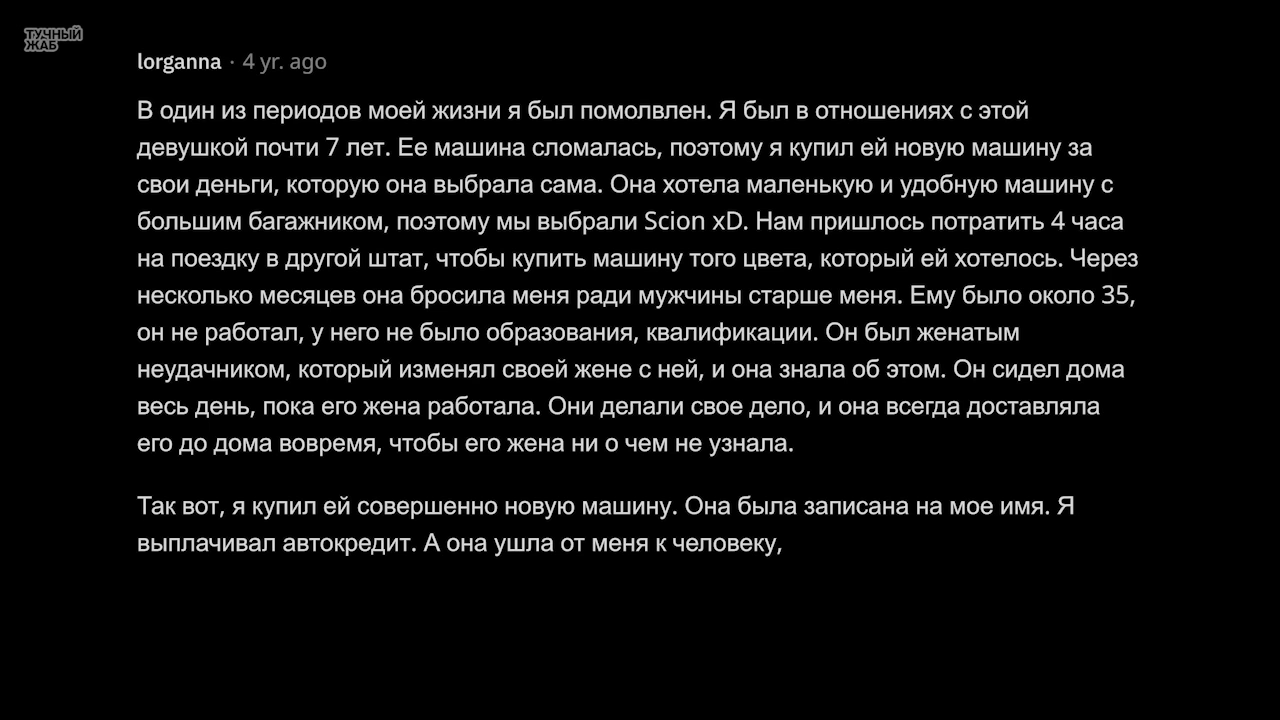 ТУЧНЫЙ
ЖАБ
lorganna · 4 yr. ago
В один из периодов моей жизни я был помолвлен. Я был в отношениях с этой
девушкой почти 7 лет. Ее машина сломалась, поэтому я купил ей новую машину за
свои деньги, которую она выбрала сама. Она хотела маленькую и удобную машину с
большим багажником, поэтому мы выбрали Scion xD. Нам пришлось потратить 4 часа
на поездку в другой штат, чтобы купить машину того цвета, который ей хотелось. Через
несколько месяцев она бросила меня ради мужчины старше меня. Ему было около 35,
он не работал, у него не было образования, квалификации. Он был женатым
неудачником, который изменял своей жене с ней, и она знала об этом. Он сидел дома
весь день, пока его жена работала. Они делали свое дело, и она всегда доставляла
его до дома вовремя, чтобы его жена ни о чем не узнала.
Так вот, я купил ей совершенно новую машину. Она была записана на мое имя. Я
выплачивал автокредит. А она ушла от меня к человеку,